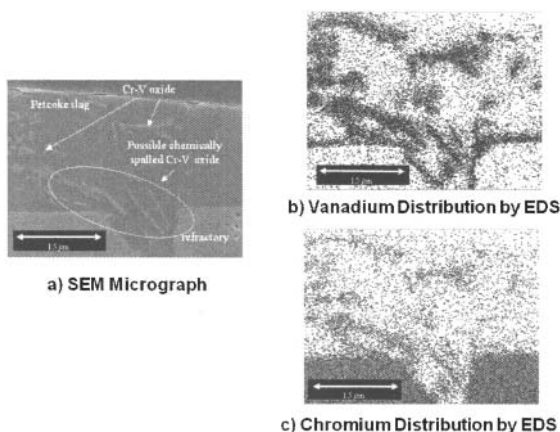 Cr-V oxide
Petcoke slag
Possible chemically
spalled Cr-V oxide
refractory
15 µm
a) SEM Micrograph
15 µm
b) Vanadium Distribution by EDS
15 µm
c) Chromium Distribution by EDS